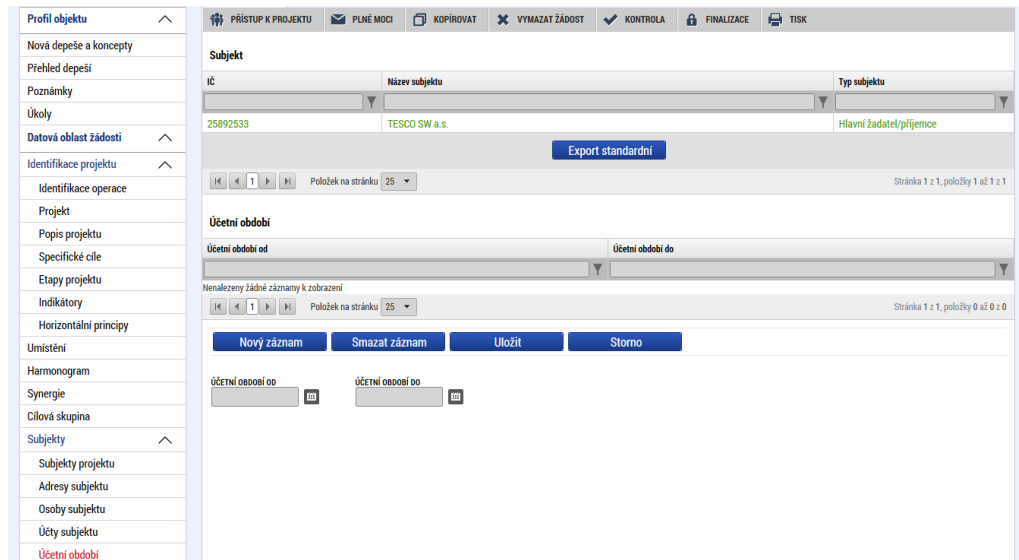 Profil objektu
Nová depeše a koncepty
Přehled depeší
Poznámky
Úkoly
Datová oblast žádosti
Identifikace projektu
Identifikace operace
Projekt
Popis projektu
Specifické cíle
Etapy projektu
Indikátory
Horizontální principy
Umístění
Harmonogram
Synergie
Cílová skupina
Subjekty
Subjekty projektu
Adresy subjektu
Osoby subjektu
Účty subjektu
Účetní období
PŘÍSTUP K PROJEKTU PLNÉ MOCI KOPÍROVAT VYMAZAT ŽÁDOST KONTROLA FINALIZACE TISK
Subjekt
IČ Název subjektu Typ subjektu
25892533 TESCO SW a.s. Hlavní žadatel/příjemce
Export standardní
1 Položek na stránku 25 Stránka 1 z 1, položky 1 až 1 z 1
Účetní období
Účetní období od Účetní období do
Nenalezeny žádné záznamy k zobrazení
1 Položek na stránku 25 Stránka 1 z 1, položky 0 až 0 z 0
Nový záznam Smazat záznam Uložit Storno
ÚČETNÍ OBDOBÍ OD ÚČETNÍ OBDOBÍ DO